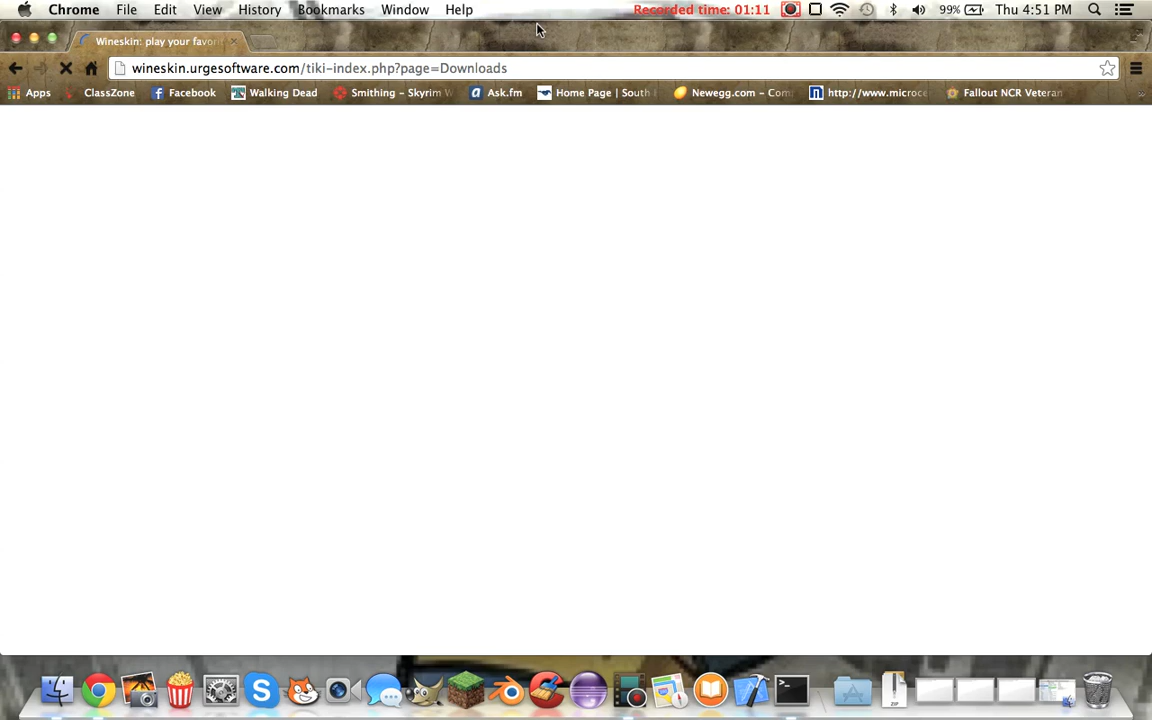 Chrome File Edit View History Bookmarks Window Help Recorded time: 01:11 99% Thu 4:51 PM
Wineskin: play your favori
wineskin.urgesoftware.com/tiki-index.php?page=Downloads
Apps ClassZone Facebook Walking Dead Smithing – Skyrim W Ask.fm Home Page | South Newegg.com – Com http://www.microce Fallout NCR Veteran »
ZIP